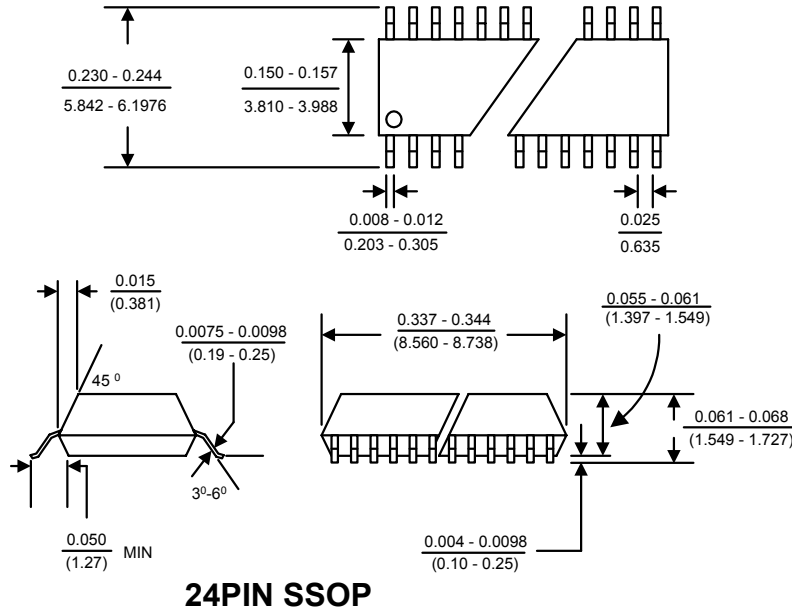 0.230 - 0.244
5.842 - 6.1976
0.150 - 0.157
3.810 - 3.988
0.008 - 0.012
0.203 - 0.305
0.025
0.635
0.015
(0.381)
0.0075 - 0.0098
(0.19 - 0.25)
45 0
30-60
0.050
(1.27)
MIN
0.337 - 0.344
(8.560 - 8.738)
0.055 - 0.061
(1.397 - 1.549)
0.061 - 0.068
(1.549 - 1.727)
0.004 - 0.0098
(0.10 - 0.25)
24PIN SSOP